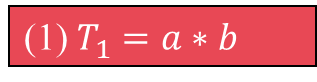 (1) T₁ = a * b